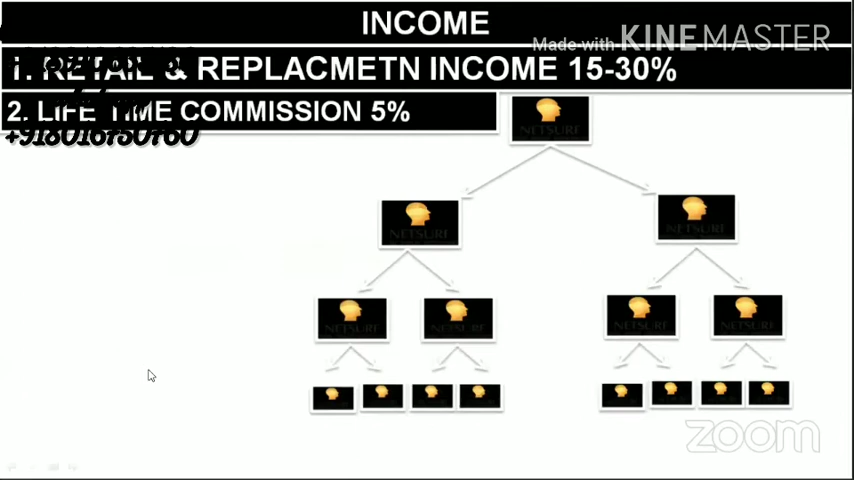 INCOME
Made with KINEMASTER
1. RETAIL & REPLACMETN INCOME 15-30%
2. LIFE TIME COMMISSION 5%
+918016750760
NETSURF
NETSURF
NETSURF
NETSURF
NETSURF
NETSURF
NETSURF
zoom